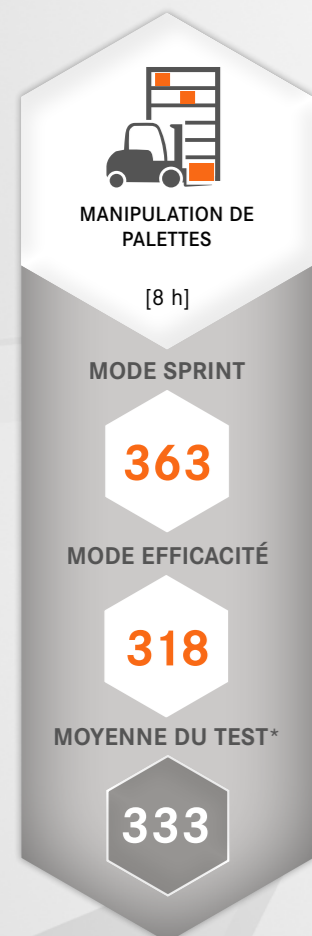 MANIPULATION DE
PALETTES
[8 h]
MODE SPRINT
363
MODE EFFICACITÉ
318
MOYENNE DU TEST*
333